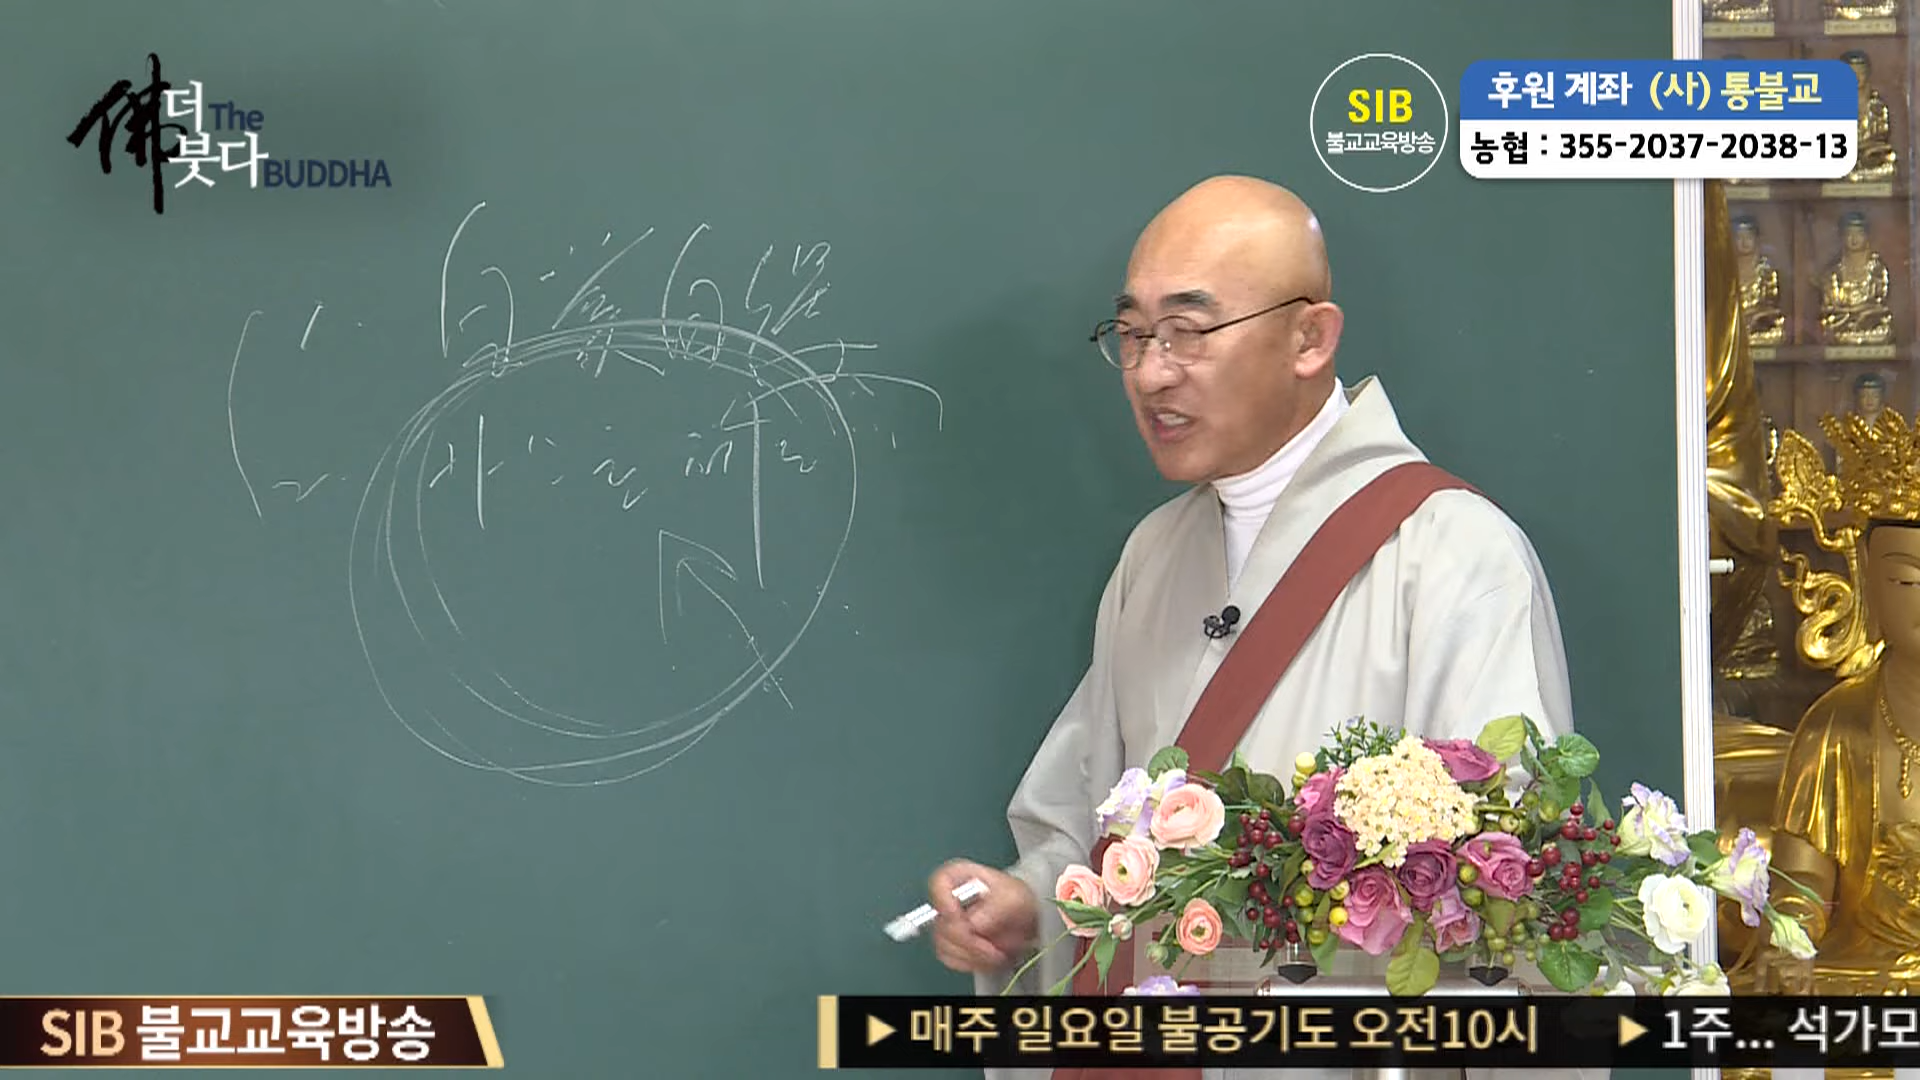 佛 더 The
붓다 BUDDHA
SIB
불교교육방송
후원 계좌 (사) 통불교
농협 : 355-2037-2038-13
1.
2.
SIB 불교교육방송
▶ 매주 일요일 불공기도 오전10시 ▶ 1주... 석가모